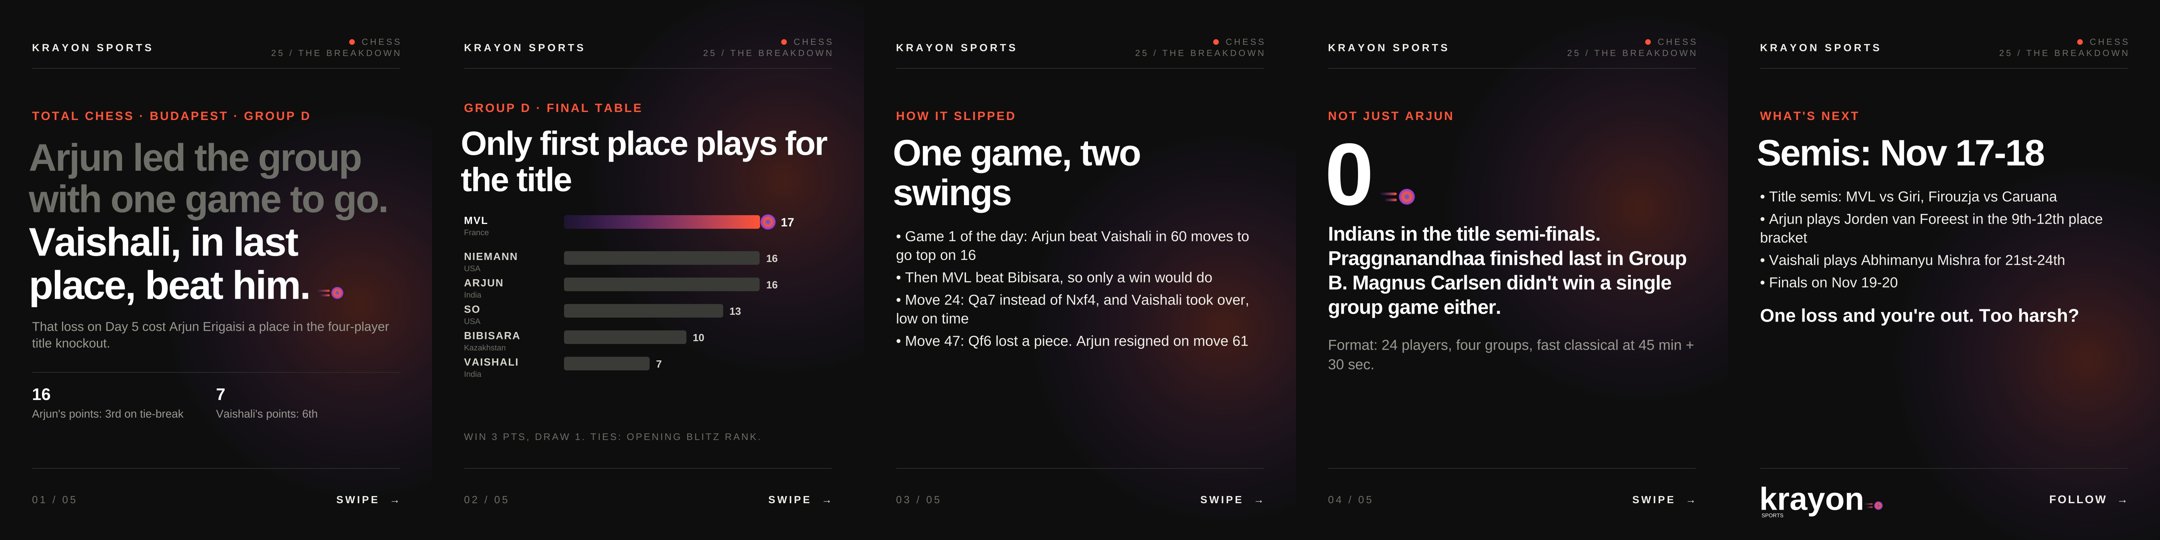 KRAYON SPORTS
CHESS
25 / THE BREAKDOWN
TOTAL CHESS · BUDAPEST · GROUP D
Arjun led the group
with one game to go.
Vaishali, in last
place, beat him.
That loss on Day 5 cost Arjun Erigaisi a place in the four-player
title knockout.
16
Arjun's points: 3rd on tie-break
7
Vaishali's points: 6th
01 / 05
SWIPE →
KRAYON SPORTS
CHESS
25 / THE BREAKDOWN
GROUP D · FINAL TABLE
Only first place plays for
the title
MVL
France
17
NIEMANN
USA
16
ARJUN
India
16
SO
USA
13
BIBISARA
Kazakhstan
10
VAISHALI
India
7
WIN 3 PTS, DRAW 1. TIES: OPENING BLITZ RANK.
02 / 05
SWIPE →
KRAYON SPORTS
CHESS
25 / THE BREAKDOWN
HOW IT SLIPPED
One game, two
swings
• Game 1 of the day: Arjun beat Vaishali in 60 moves to
go top on 16
• Then MVL beat Bibisara, so only a win would do
• Move 24: Qa7 instead of Nxf4, and Vaishali took over,
low on time
• Move 47: Qf6 lost a piece. Arjun resigned on move 61
03 / 05
SWIPE →
KRAYON SPORTS
CHESS
25 / THE BREAKDOWN
NOT JUST ARJUN
0
Indians in the title semi-finals.
Praggnanandhaa finished last in Group
B. Magnus Carlsen didn't win a single
group game either.
Format: 24 players, four groups, fast classical at 45 min +
30 sec.
04 / 05
SWIPE →
KRAYON SPORTS
CHESS
25 / THE BREAKDOWN
WHAT'S NEXT
Semis: Nov 17-18
• Title semis: MVL vs Giri, Firouzja vs Caruana
• Arjun plays Jorden van Foreest in the 9th-12th place
bracket
• Vaishali plays Abhimanyu Mishra for 21st-24th
• Finals on Nov 19-20
One loss and you're out. Too harsh?
krayon
SPORTS
FOLLOW →